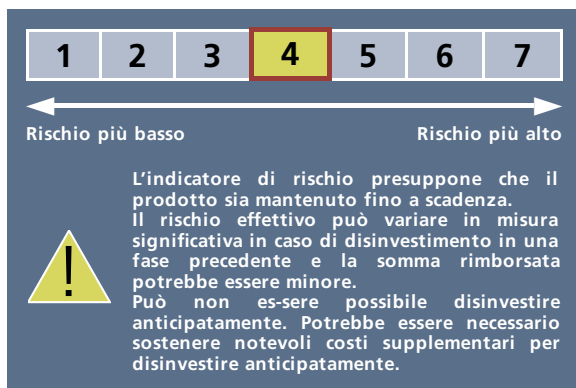 1 2 3 4 5 6 7
Rischio più basso Rischio più alto
L’indicatore di rischio presuppone che il
prodotto sia mantenuto fino a scadenza.
Il rischio effettivo può variare in misura
significativa in caso di disinvestimento in una
fase precedente e la somma rimborsata
potrebbe essere minore.
Può non es-sere possibile disinvestire
anticipatamente. Potrebbe essere necessario
sostenere notevoli costi supplementari per
disinvestire anticipatamente.
!